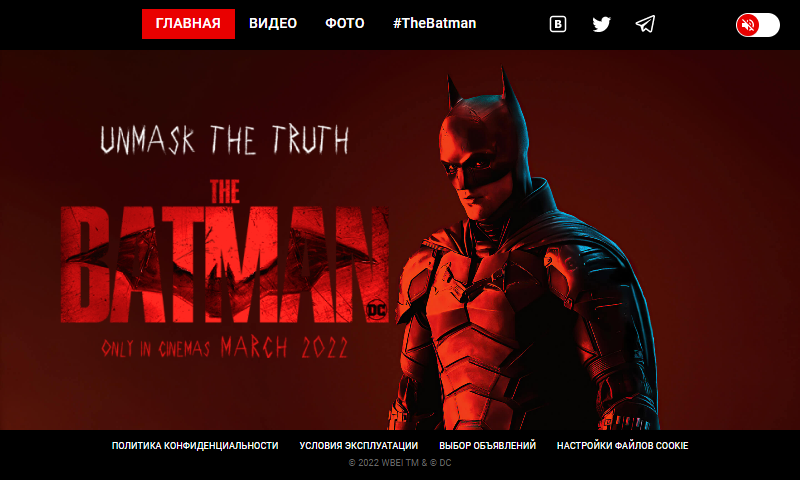 ГЛАВНАЯ ВИДЕО ФОТО #TheBatman
UNMASK THE TRUTH
THE
BATMAN
DC
ONLY IN CINEMAS MARCH 2022
ПОЛИТИКА КОНФИДЕНЦИАЛЬНОСТИ УСЛОВИЯ ЭКСПЛУАТАЦИИ ВЫБОР ОБЪЯВЛЕНИЙ НАСТРОЙКИ ФАЙЛОВ COOKIE
© 2022 WBEI TM & © DC